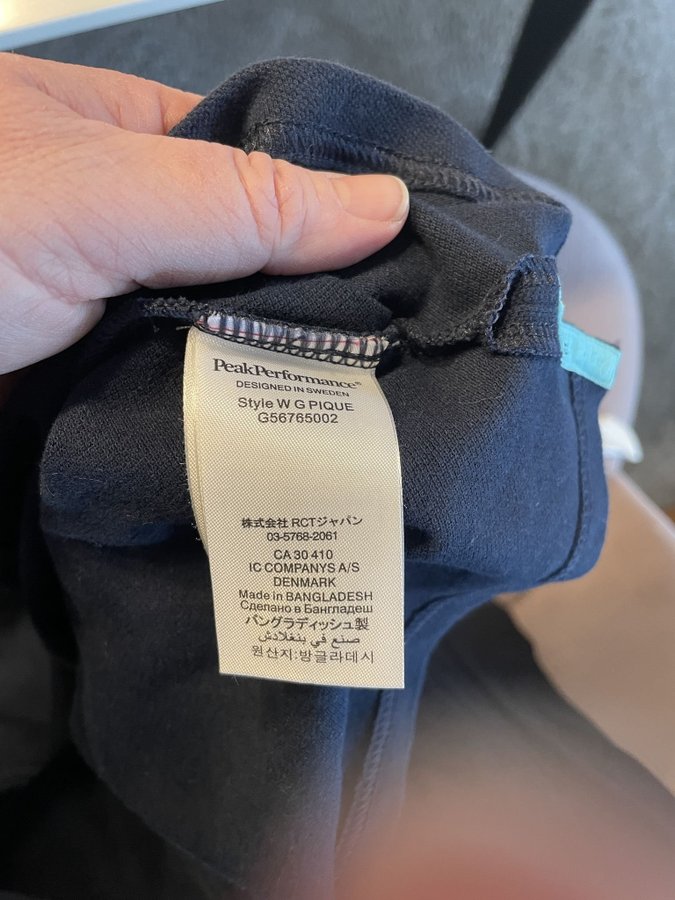 PeakPerformance®
DESIGNED IN SWEDEN
Style W G PIQUE
G56765002
株式会社 RCTジャパン
03-5768-2061
CA 30 410
IC COMPANYS A/S
DENMARK
Made in BANGLADESH
Сделано в Бангладеш
バングラディッシュ製
صنع في بنغلادش
원산지:방글라데시